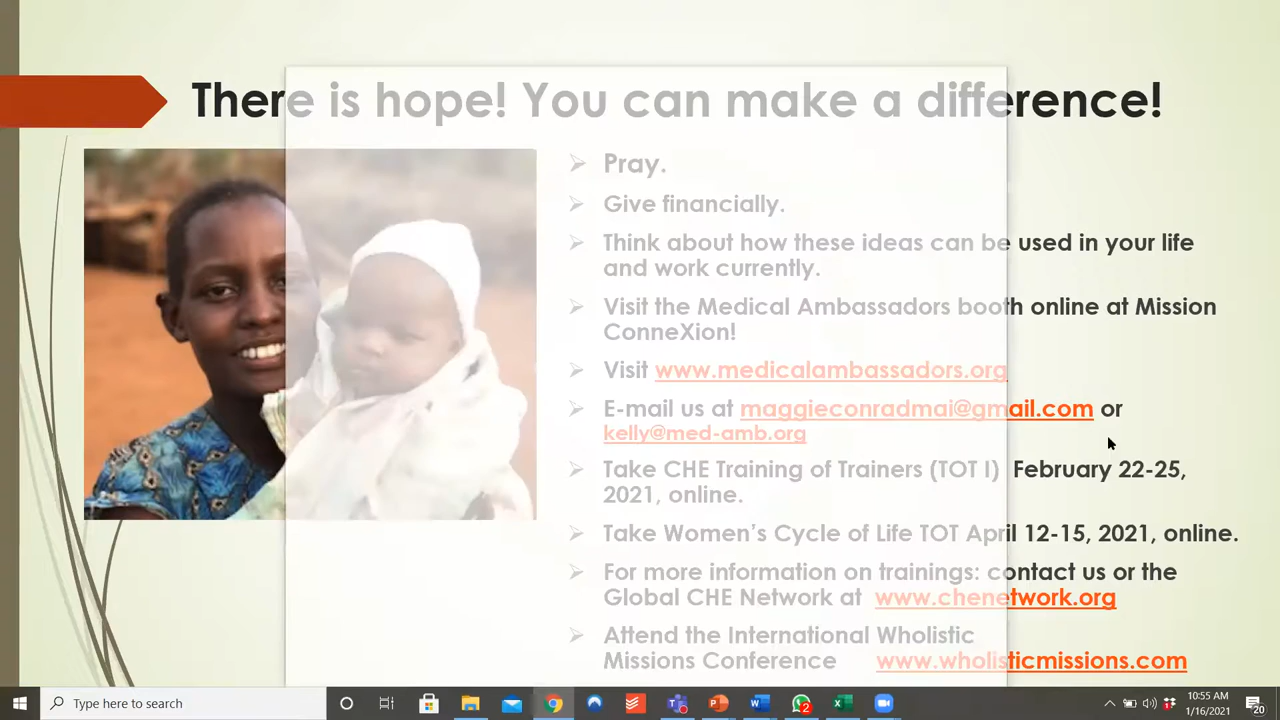 There is hope! You can make a difference!
Pray.
Give financially.
Think about how these ideas can be used in your life
and work currently.
Visit the Medical Ambassadors booth online at Mission
ConneXion!
Visit www.medicalambassadors.org
E-mail us at maggieconradmai@gmail.com or
kelly@med-amb.org
Take CHE Training of Trainers (TOT I) February 22-25,
2021, online.
Take Women’s Cycle of Life TOT April 12-15, 2021, online.
For more information on trainings: contact us or the
Global CHE Network at www.chenetwork.org
Attend the International Wholistic
Missions Conference www.wholisticmissions.com
Type here to search
2
10:55 AM
1/16/2021
20